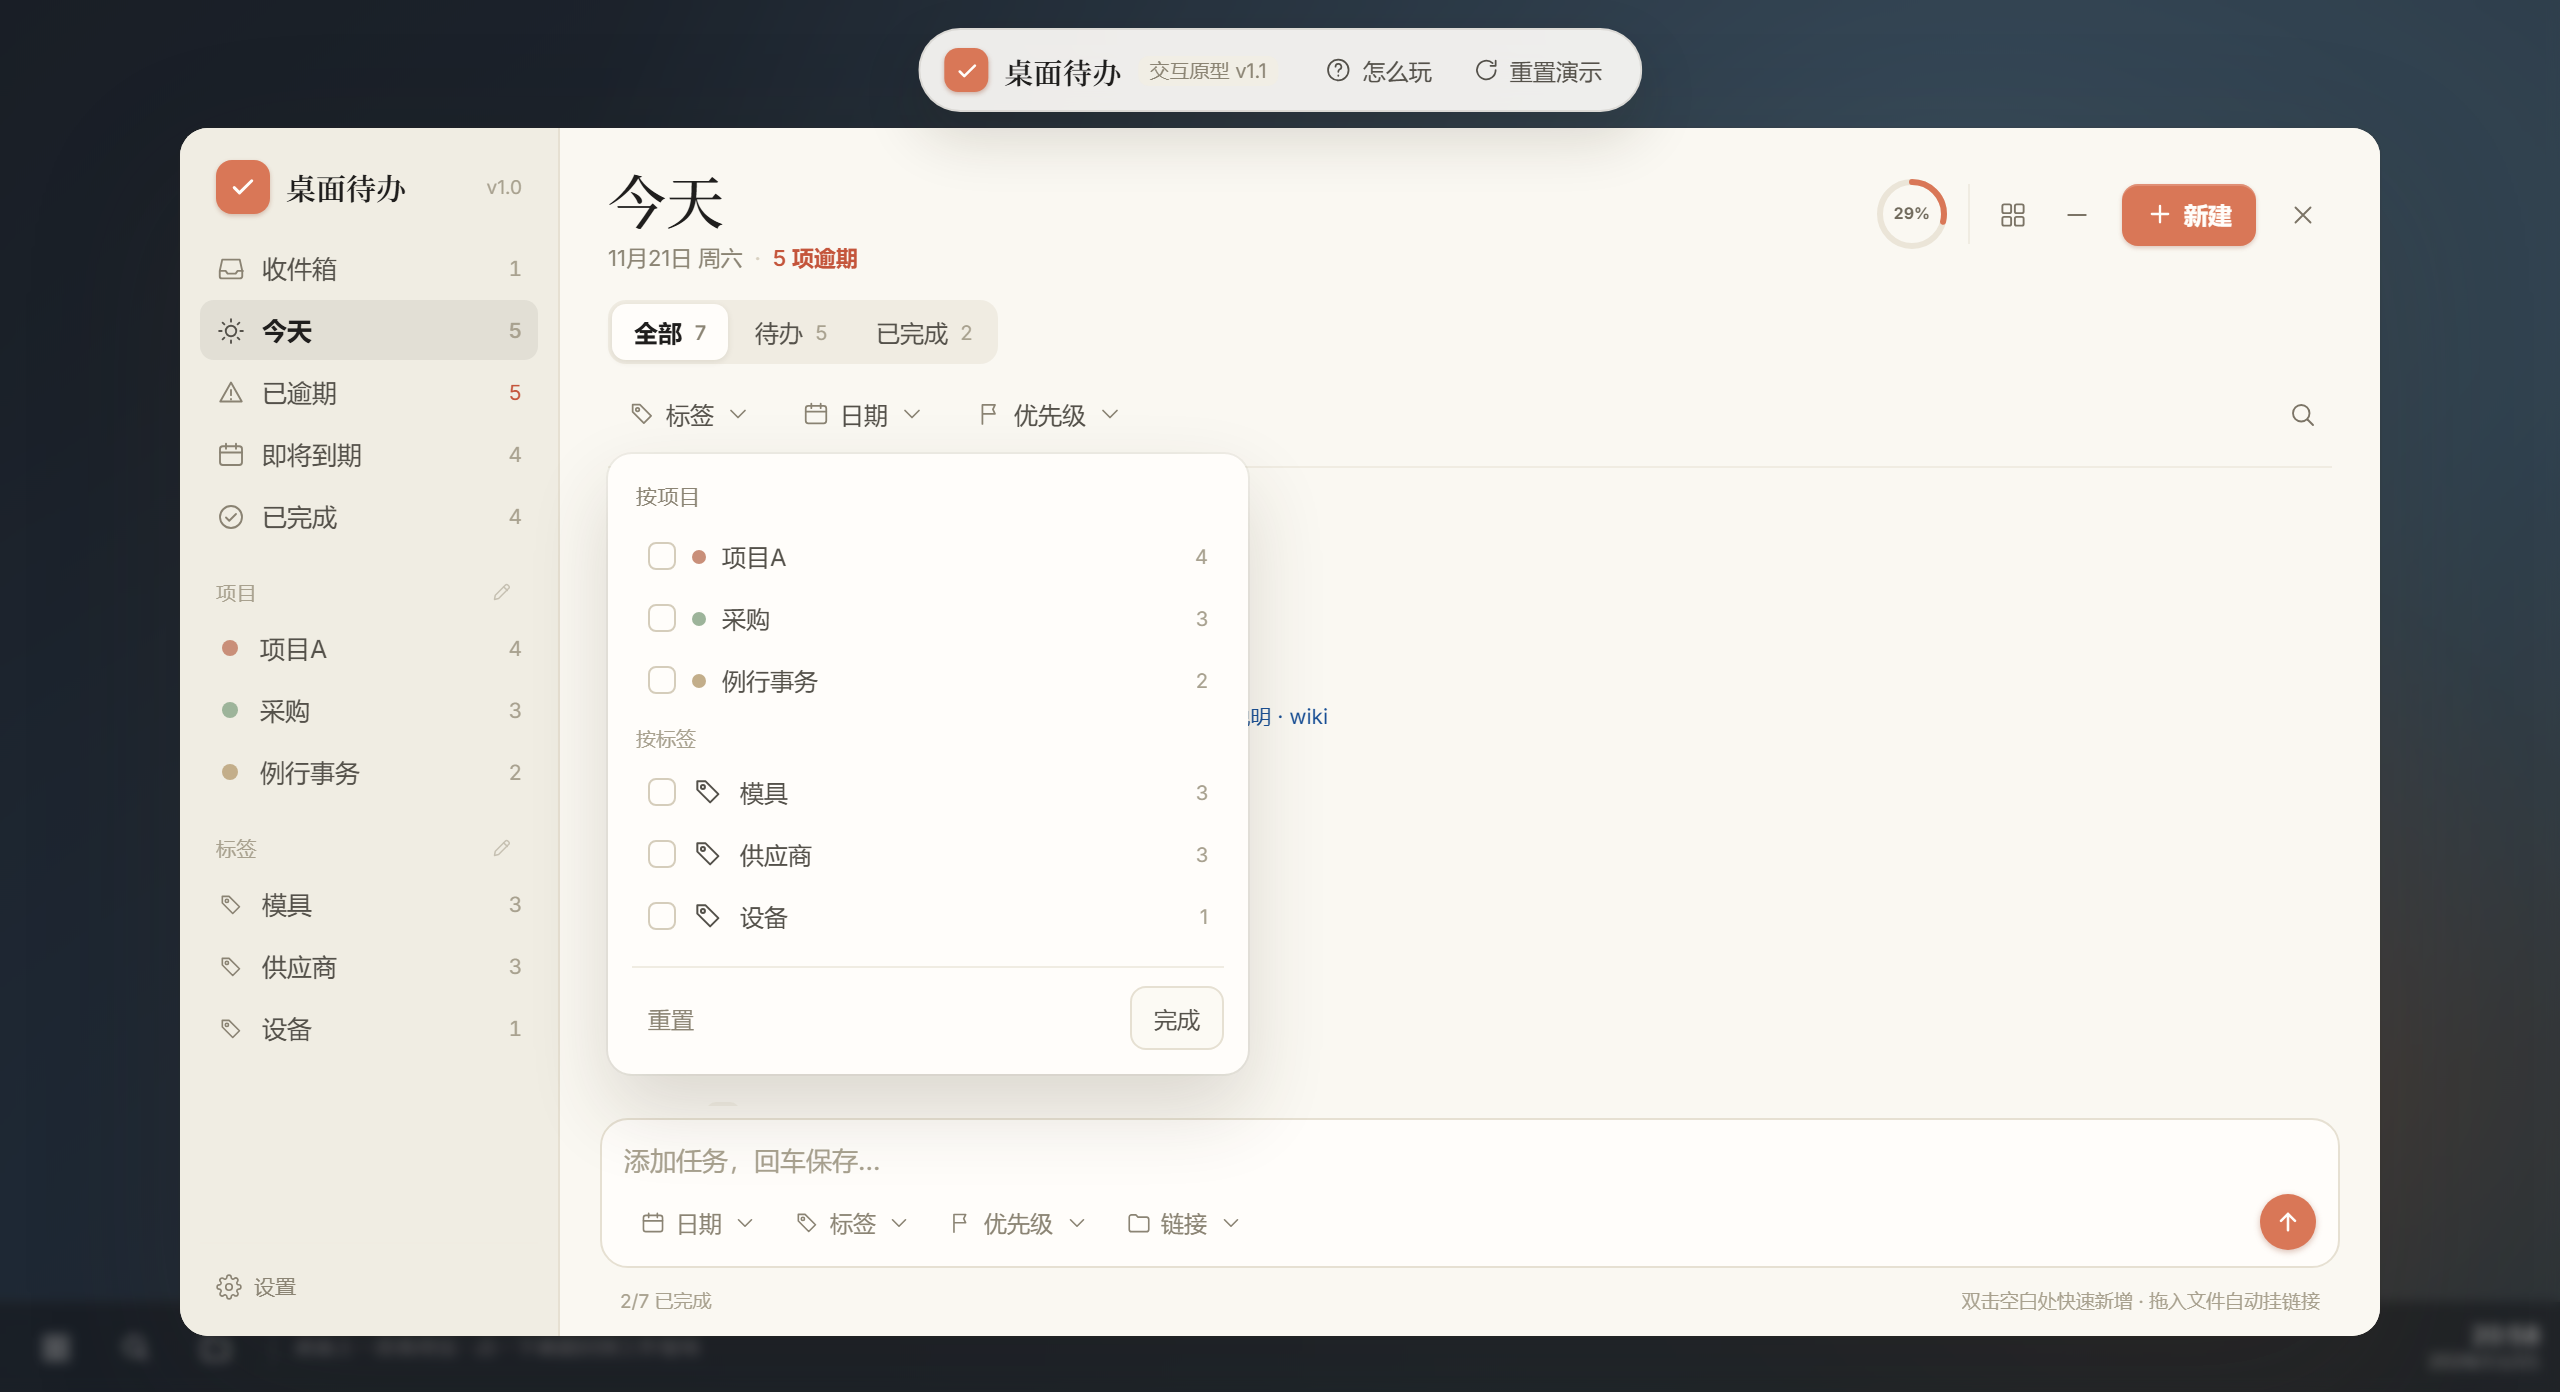 桌面待办 交互原型 v1.1 怎么玩 重置演示
桌面待办 v1.0
收件箱 1
今天 5
已逾期 5
即将到期 4
已完成 4
项目
项目A 4
采购 3
例行事务 2
标签
模具 3
供应商 3
设备 1
设置
今天
11月21日 周六 · 5 项逾期
29%
新建
全部 7 待办 5 已完成 2
标签 日期 优先级
按项目
项目A 4
采购 3
例行事务 2
按标签
模具 3
供应商 3
设备 1
重置 完成
明 · wiki
添加任务，回车保存...
日期 标签 优先级 链接
2/7 已完成
双击空白处快速新增 · 拖入文件自动挂链接